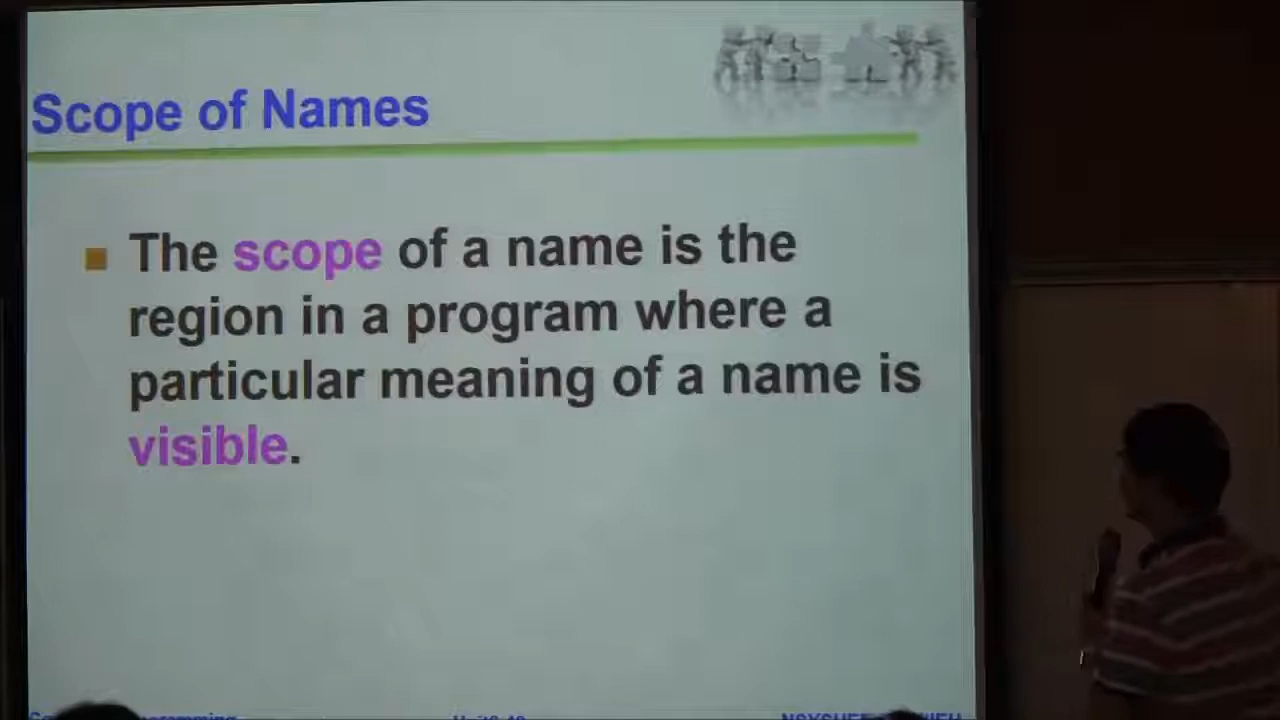 Scope of Names
The scope of a name is the
region in a program where a
particular meaning of a name is
visible.